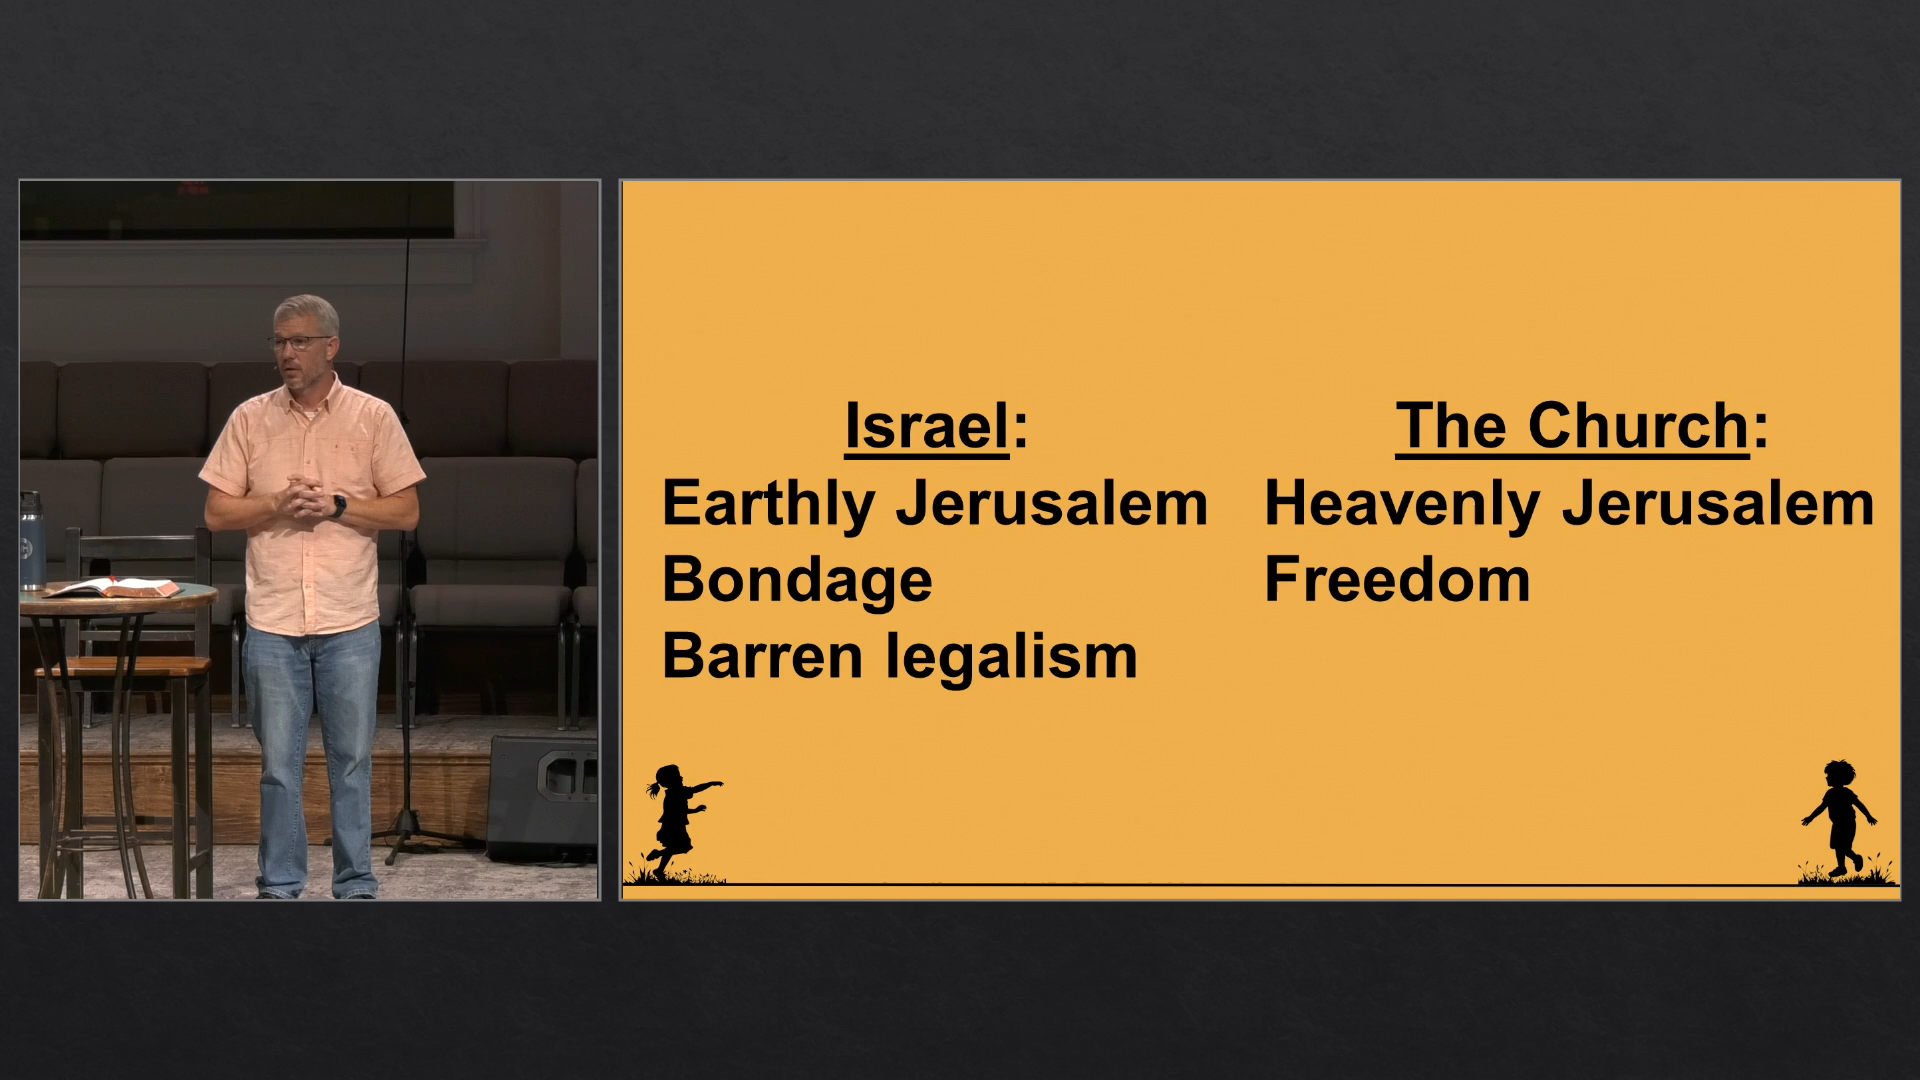 Israel:
Earthly Jerusalem
Bondage
Barren legalism
The Church:
Heavenly Jerusalem
Freedom